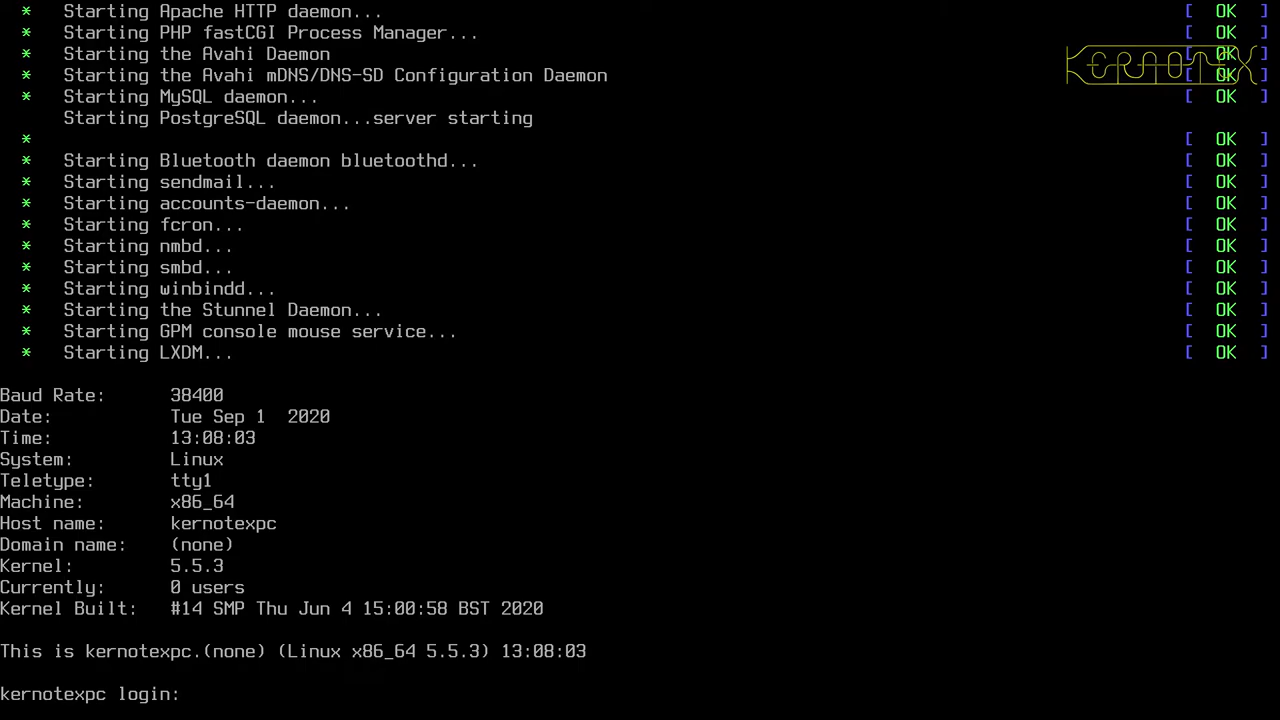 * Starting Apache HTTP daemon... [ OK ]
* Starting PHP fastCGI Process Manager... [ OK ]
* Starting the Avahi Daemon [ OK ]
* Starting the Avahi mDNS/DNS-SD Configuration Daemon [ OK ]
* Starting MySQL daemon... [ OK ]
Starting PostgreSQL daemon...server starting
* [ OK ]
* Starting Bluetooth daemon bluetoothd... [ OK ]
* Starting sendmail... [ OK ]
* Starting accounts-daemon... [ OK ]
* Starting fcron... [ OK ]
* Starting nmbd... [ OK ]
* Starting smbd... [ OK ]
* Starting winbindd... [ OK ]
* Starting the Stunnel Daemon... [ OK ]
* Starting GPM console mouse service... [ OK ]
* Starting LXDM... [ OK ]
KERNOTEX
Baud Rate: 38400
Date: Tue Sep 1 2020
Time: 13:08:03
System: Linux
Teletype: tty1
Machine: x86_64
Host name: kernotexpc
Domain name: (none)
Kernel: 5.5.3
Currently: 0 users
Kernel Built: #14 SMP Thu Jun 4 15:00:58 BST 2020
This is kernotexpc.(none) (Linux x86_64 5.5.3) 13:08:03
kernotexpc login: